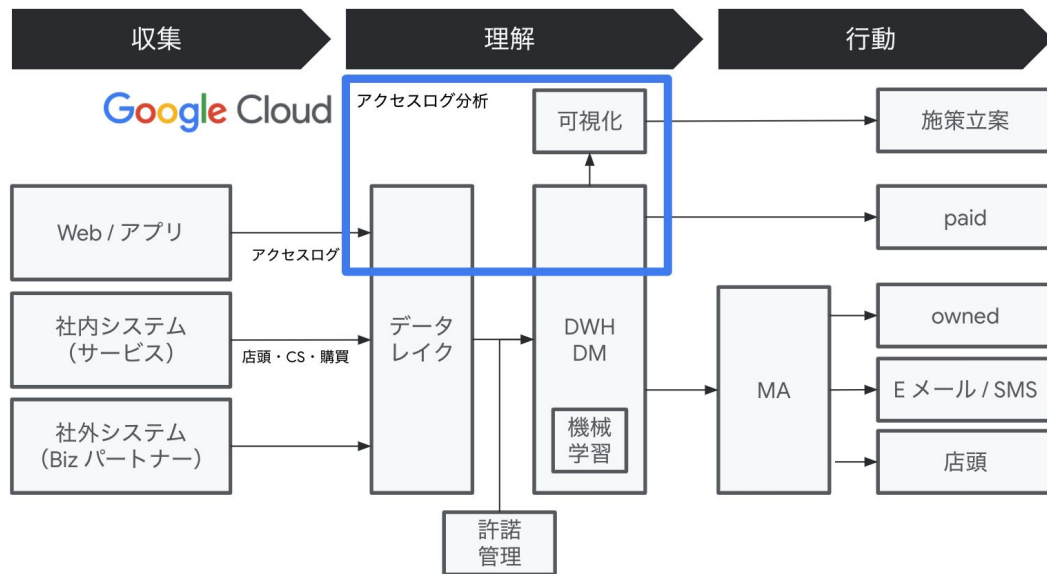 収集
理解
行動
Google Cloud
アクセスログ分析
可視化
施策立案
Web / アプリ
アクセスログ
paid
社内システム
（サービス）
店頭・CS・購買
データ
レイク
DWH
DM
MA
owned
E メール / SMS
社外システム
（Biz パートナー）
機械
学習
店頭
許諾
管理